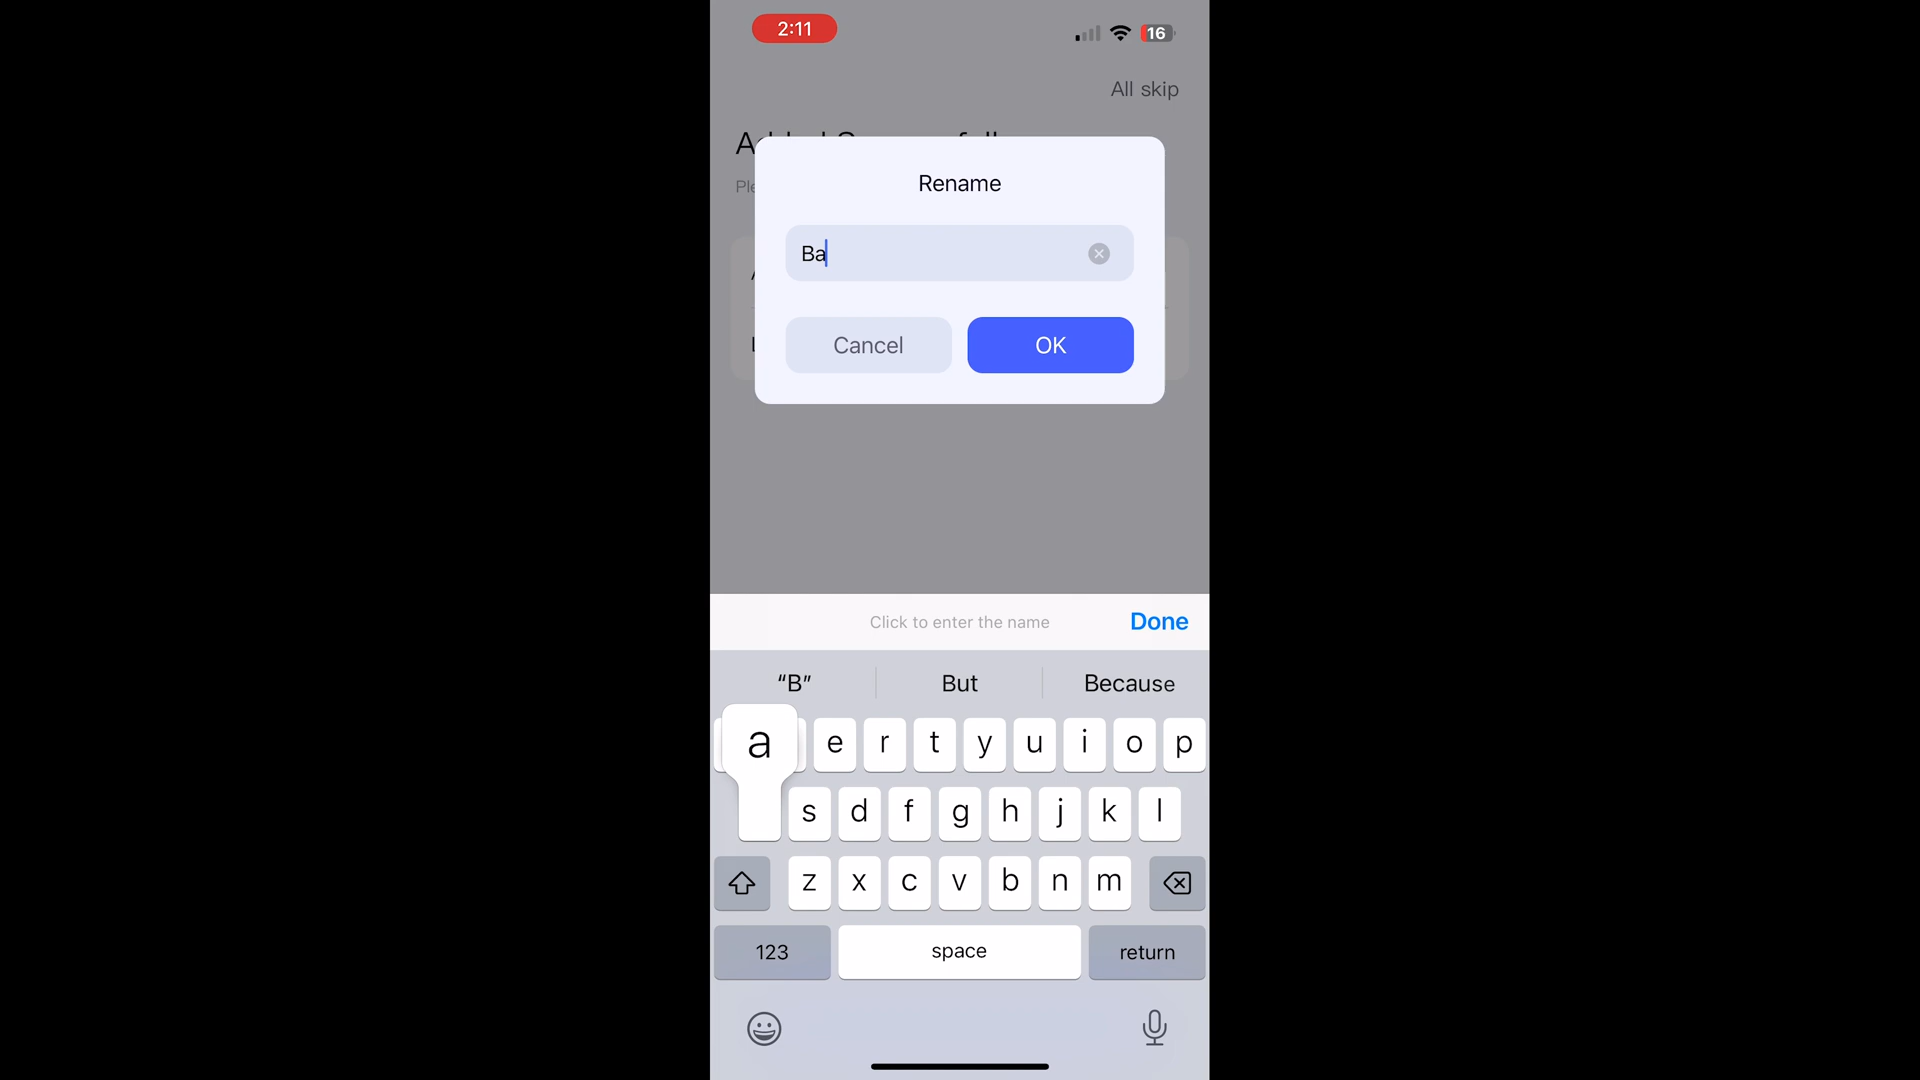 2:11
16
All skip
Rename
Ba
Cancel
OK
Click to enter the name
Done
“B”
But
Because
a
e r t y u i o p
s d f g h j k l
z x c v b n m
123
space
return